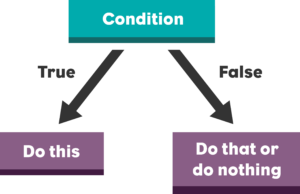 Condition
True
False
Do this
Do that or
do nothing